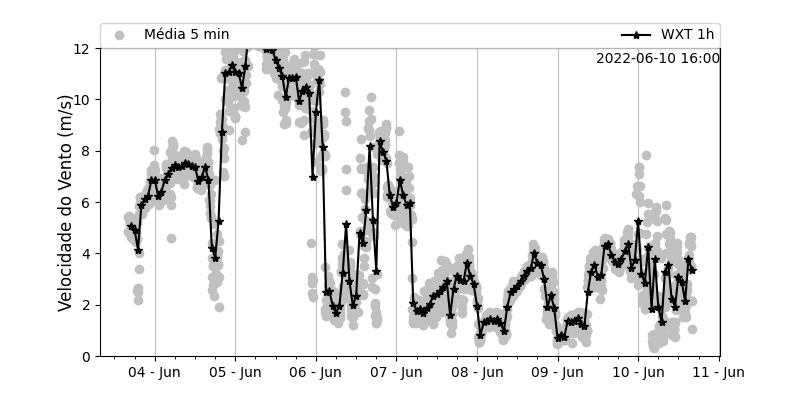 Média 5 min
WXT 1h
2022-06-10 16:00
Velocidade do Vento (m/s)
12
10
8
6
4
2
0
04 - Jun
05 - Jun
06 - Jun
07 - Jun
08 - Jun
09 - Jun
10 - Jun
11 - Jun